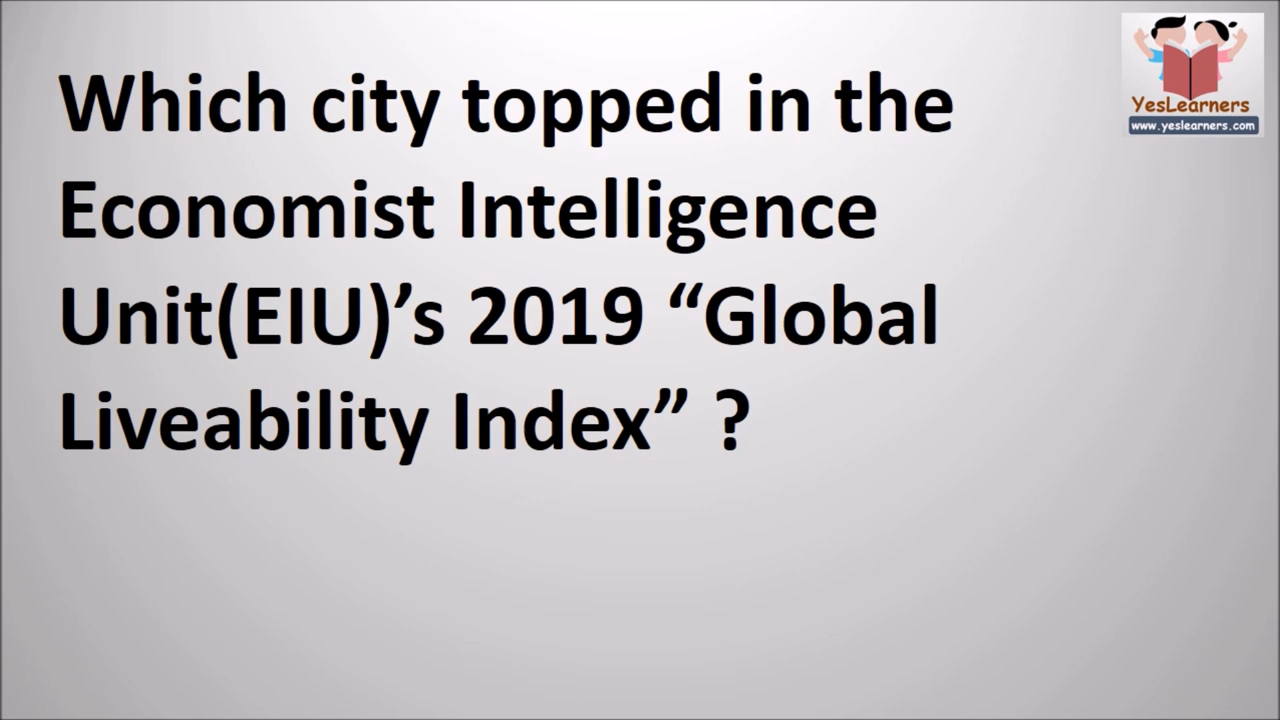 Which city topped in the
Economist Intelligence
Unit(EIU)’s 2019 “Global
Liveability Index” ?
YesLearners
www.yeslearners.com